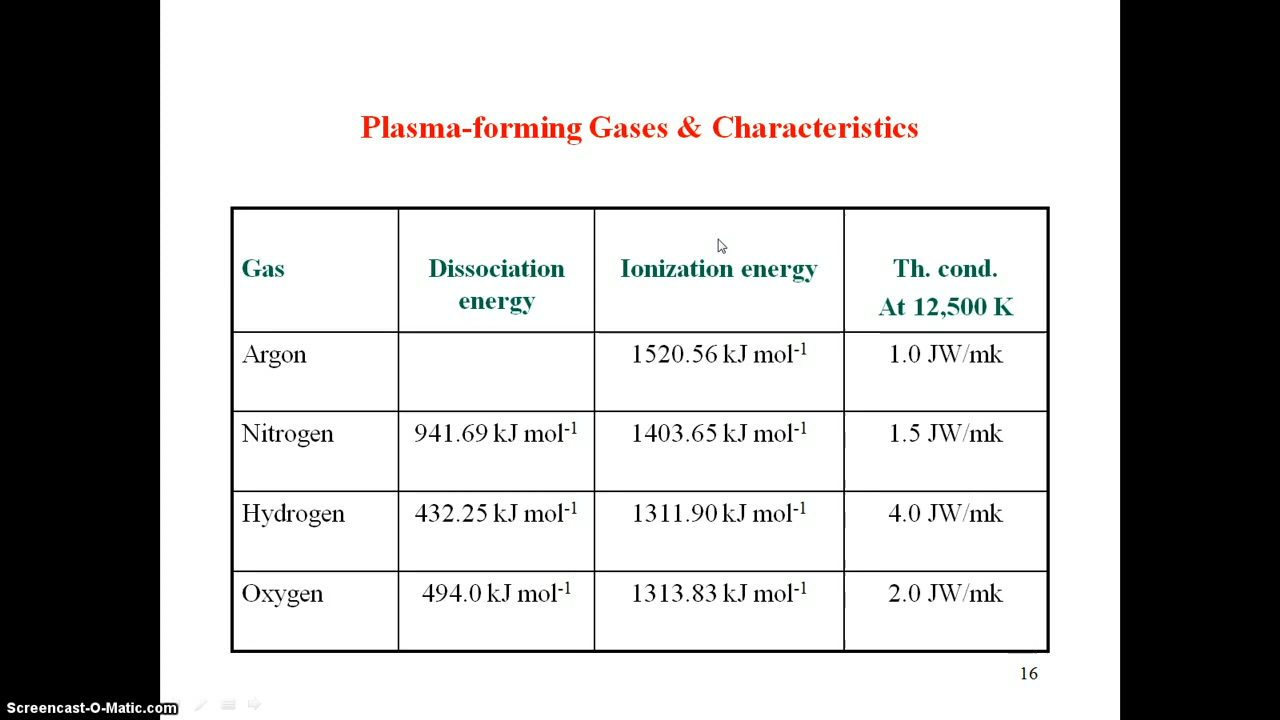 Plasma-forming Gases & Characteristics
Gas Dissociation energy Ionization energy Th. cond. At 12,500 K
Argon 1520.56 kJ mol⁻¹ 1.0 JW/mk
Nitrogen 941.69 kJ mol⁻¹ 1403.65 kJ mol⁻¹ 1.5 JW/mk
Hydrogen 432.25 kJ mol⁻¹ 1311.90 kJ mol⁻¹ 4.0 JW/mk
Oxygen 494.0 kJ mol⁻¹ 1313.83 kJ mol⁻¹ 2.0 JW/mk
16
Screencast-O-Matic.com